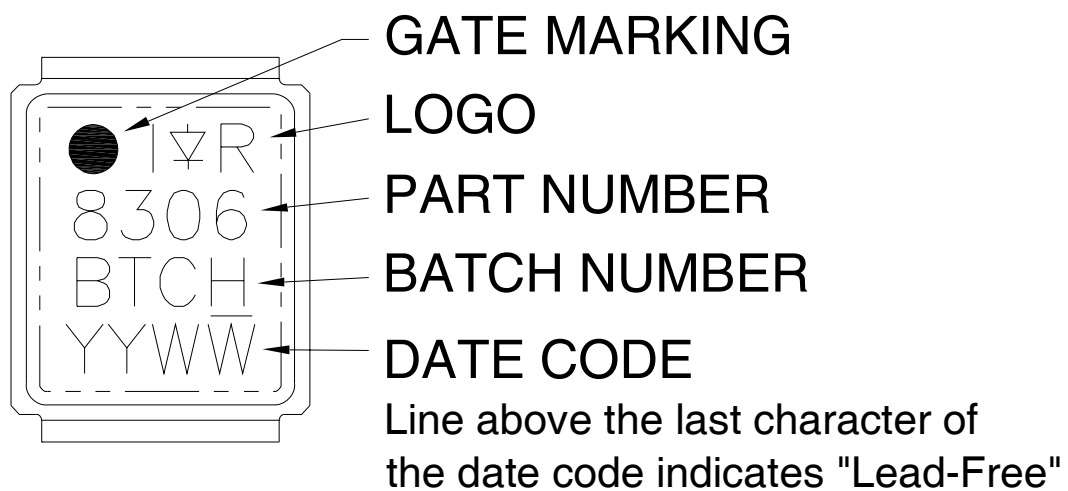 GATE MARKING
I R
LOGO
8306
PART NUMBER
BTCH
BATCH NUMBER
YYWW
DATE CODE
Line above the last character of
the date code indicates "Lead-Free"